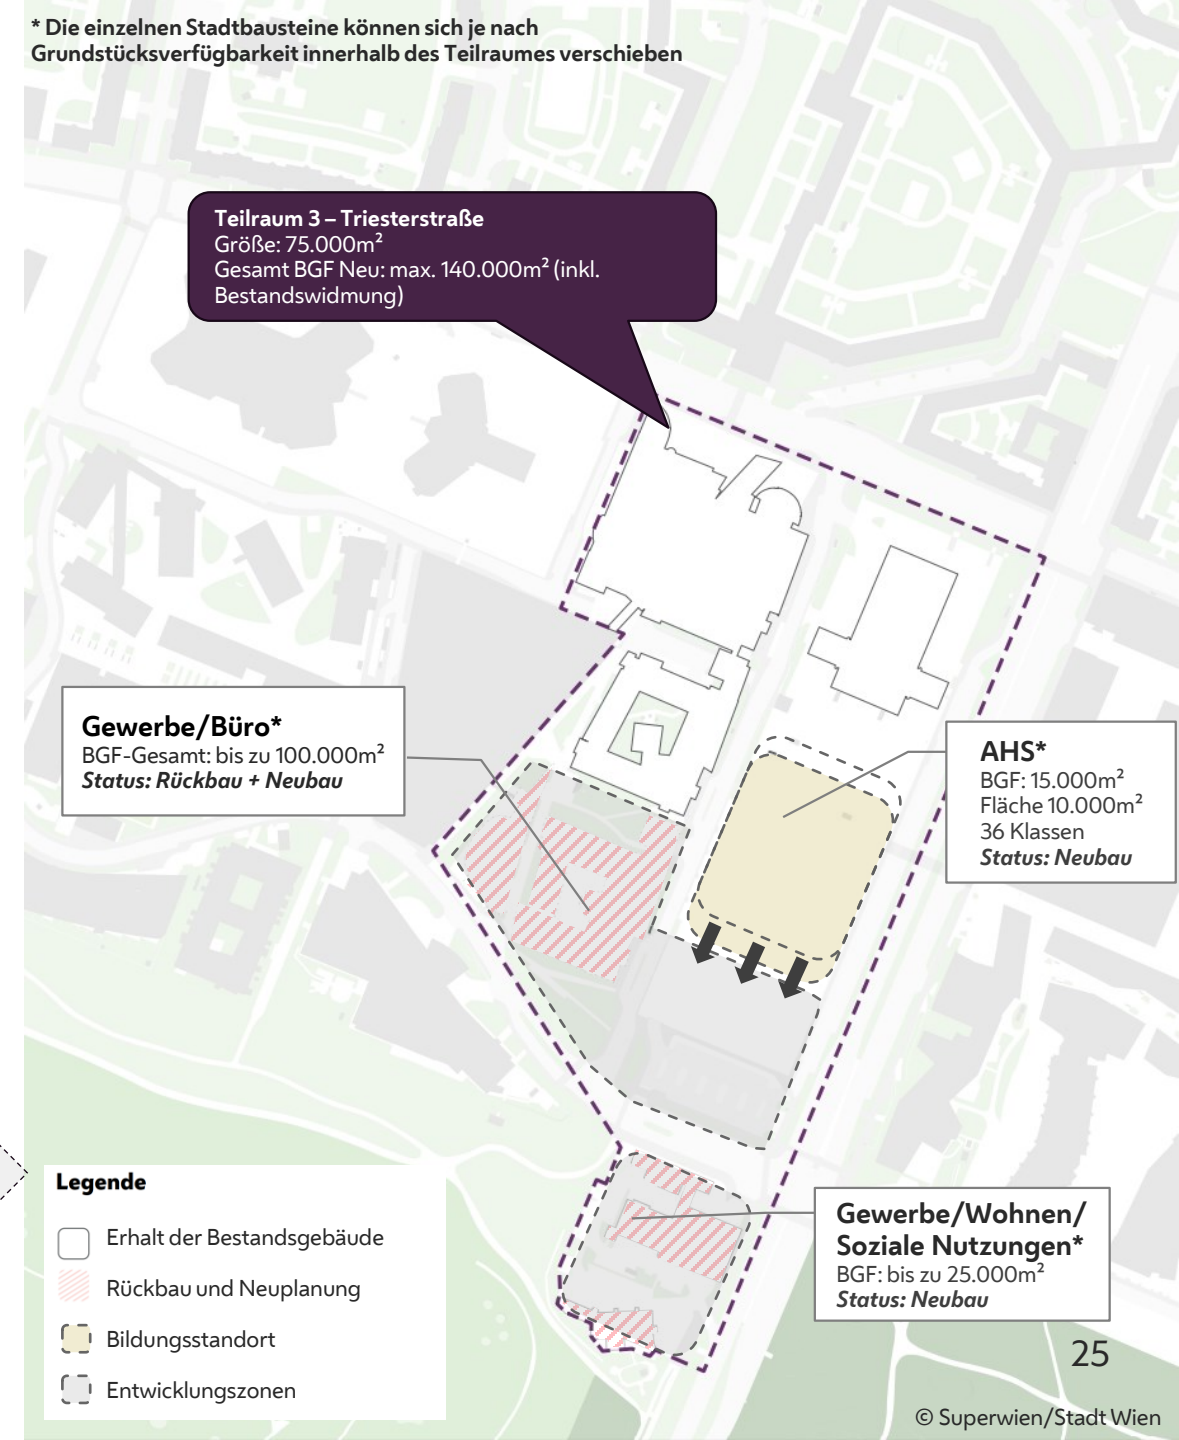 * Die einzelnen Stadtbausteine können sich je nach
Grundstücksverfügbarkeit innerhalb des Teilraumes verschieben
Teilraum 3 – Triesterstraße
Größe: 75.000m²
Gesamt BGF Neu: max. 140.000m² (inkl.
Bestandswidmung)
Gewerbe/Büro*
BGF-Gesamt: bis zu 100.000m²
Status: Rückbau + Neubau
AHS*
BGF: 15.000m²
Fläche 10.000m²
36 Klassen
Status: Neubau
Gewerbe/Wohnen/
Soziale Nutzungen*
BGF: bis zu 25.000m²
Status: Neubau
Legende
Erhalt der Bestandsgebäude
Rückbau und Neuplanung
Bildungsstandort
Entwicklungszonen
25
© Superwien/Stadt Wien